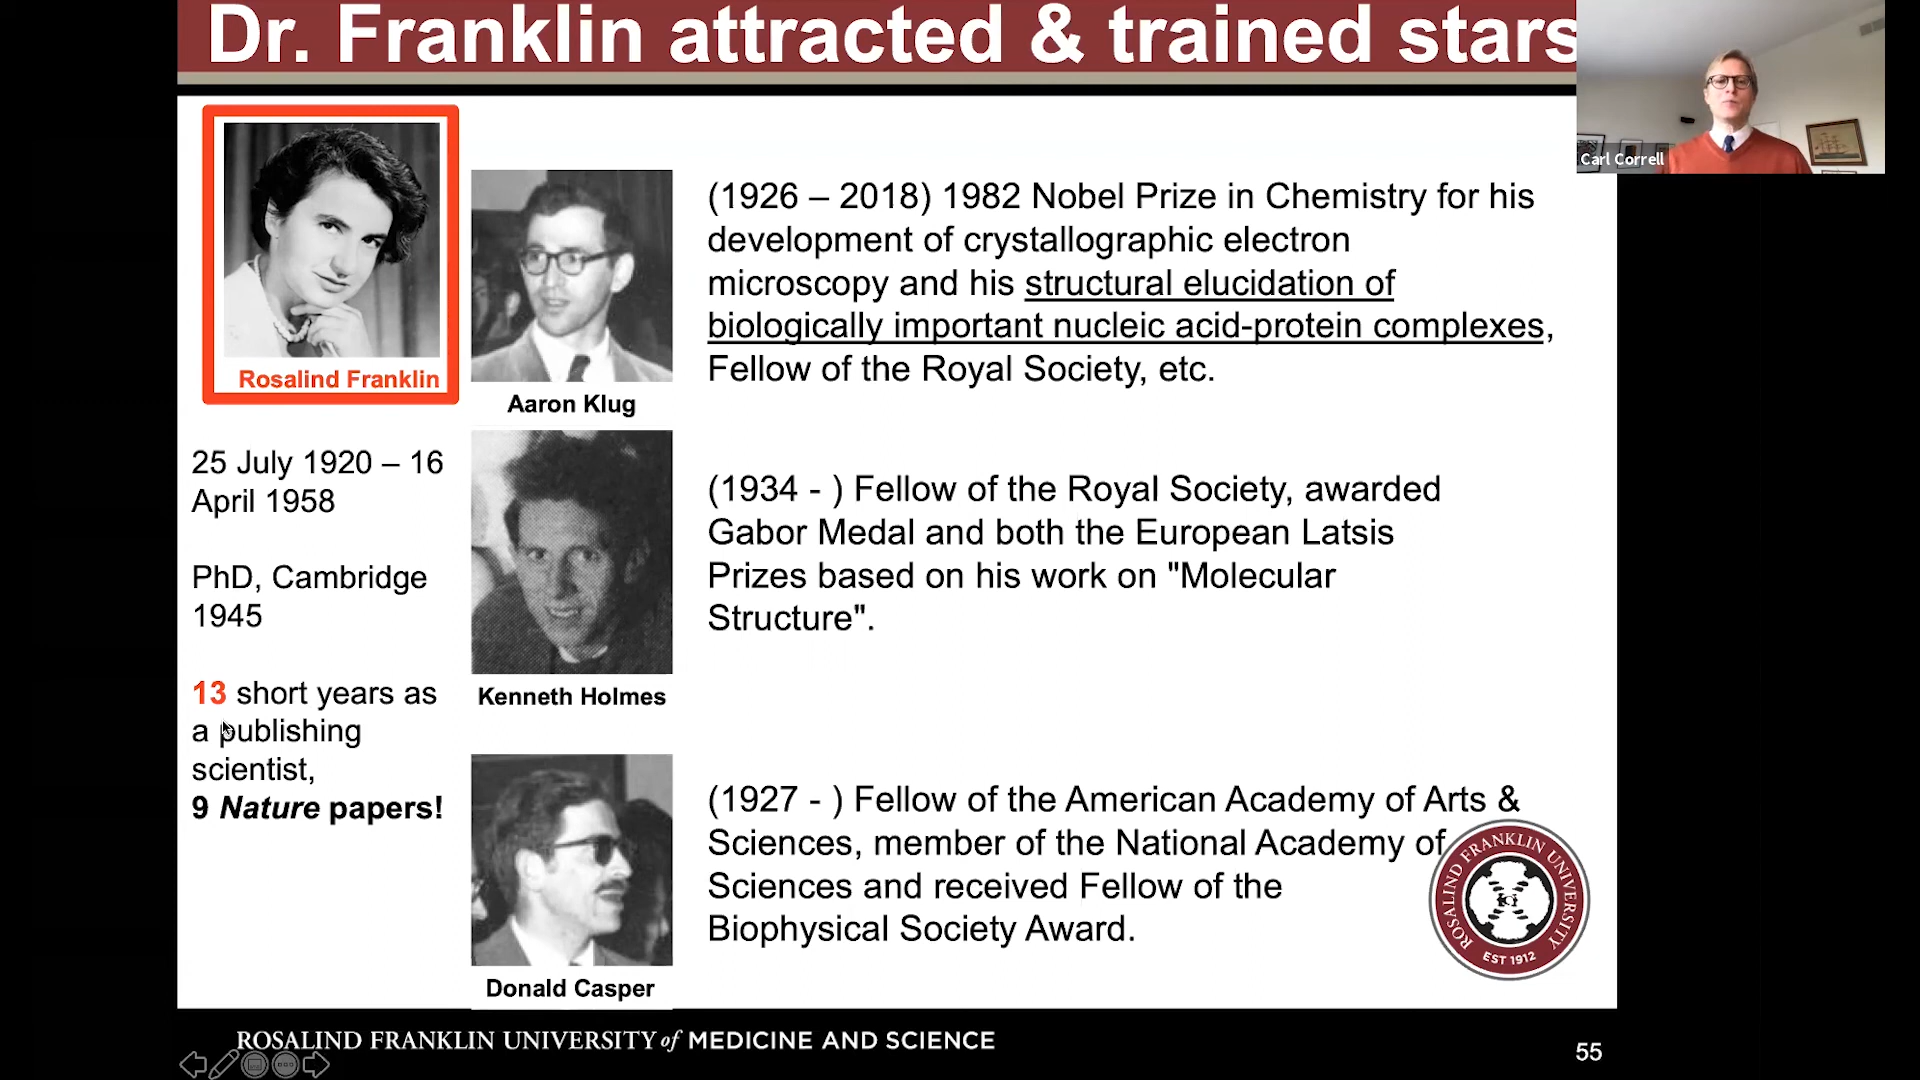 Dr. Franklin attracted & trained stars
Carl Correll
Rosalind Franklin
25 July 1920 – 16
April 1958
PhD, Cambridge
1945
13 short years as
a publishing
scientist,
9 Nature papers!
Aaron Klug
(1926 – 2018) 1982 Nobel Prize in Chemistry for his
development of crystallographic electron
microscopy and his structural elucidation of
biologically important nucleic acid-protein complexes,
Fellow of the Royal Society, etc.
Kenneth Holmes
(1934 - ) Fellow of the Royal Society, awarded
Gabor Medal and both the European Latsis
Prizes based on his work on "Molecular
Structure".
Donald Casper
(1927 - ) Fellow of the American Academy of Arts &
Sciences, member of the National Academy of
Sciences and received Fellow of the
Biophysical Society Award.
ROSALIND FRANKLIN UNIVERSITY
EST 1912
ROSALIND FRANKLIN UNIVERSITY of MEDICINE AND SCIENCE
55